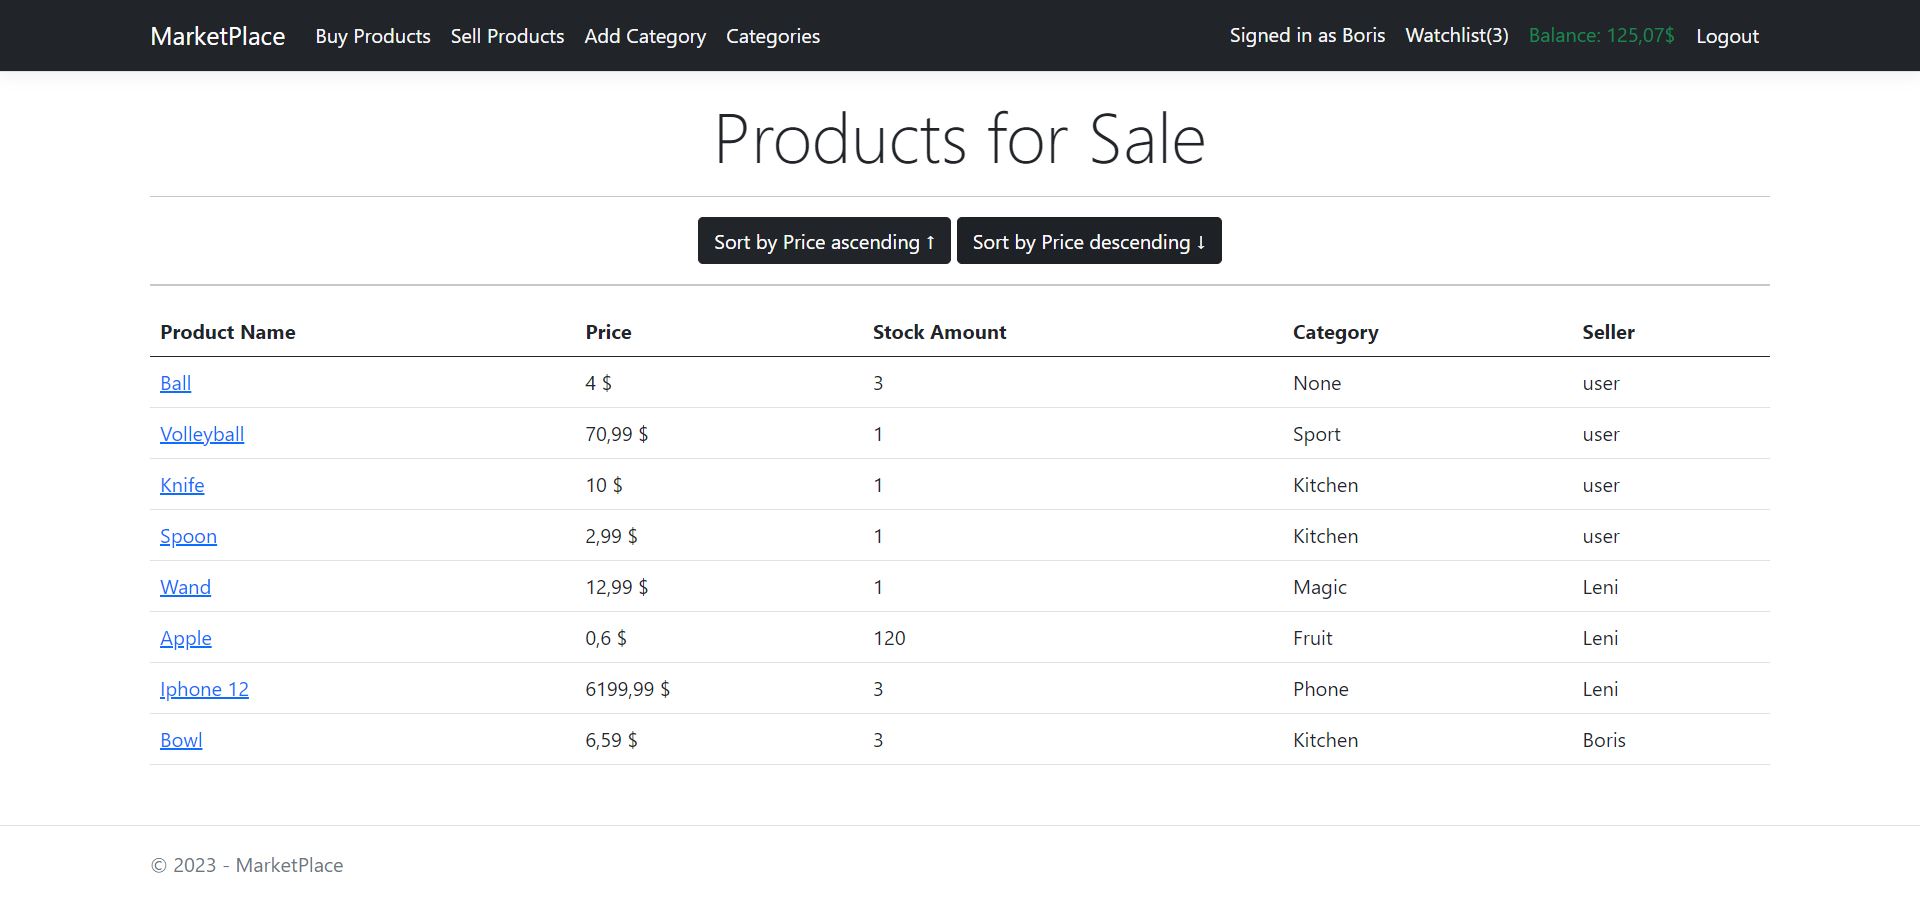 MarketPlace Buy Products Sell Products Add Category Categories Signed in as Boris Watchlist(3) Balance: 125,07$ Logout
Products for Sale
Sort by Price ascending ↑ Sort by Price descending ↓
Product Name Price Stock Amount Category Seller
Ball 4 $ 3 None user
Volleyball 70,99 $ 1 Sport user
Knife 10 $ 1 Kitchen user
Spoon 2,99 $ 1 Kitchen user
Wand 12,99 $ 1 Magic Leni
Apple 0,6 $ 120 Fruit Leni
Iphone 12 6199,99 $ 3 Phone Leni
Bowl 6,59 $ 3 Kitchen Boris
© 2023 - MarketPlace